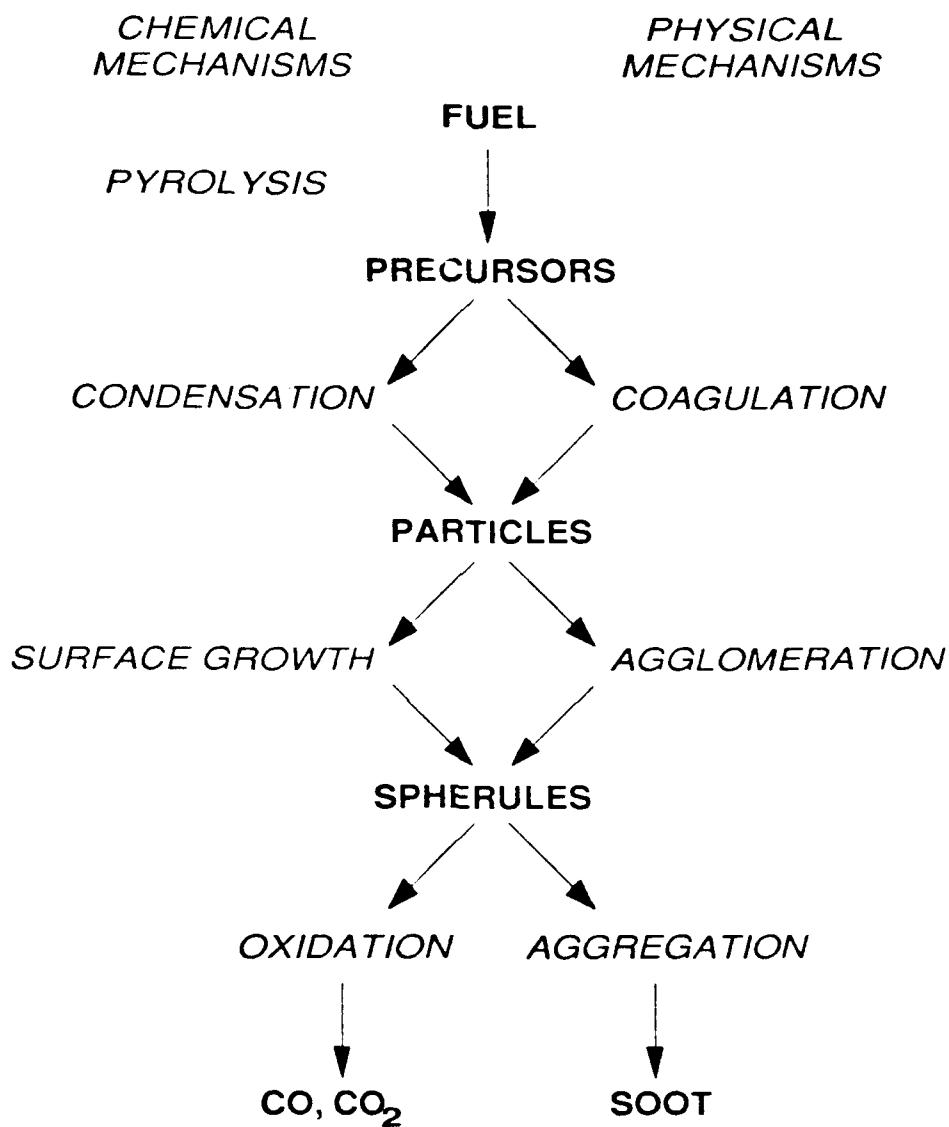 CHEMICAL
MECHANISMS
PHYSICAL
MECHANISMS
FUEL
PYROLYSIS
PRECURSORS
CONDENSATION
COAGULATION
PARTICLES
SURFACE GROWTH
AGGLOMERATION
SPHERULES
OXIDATION
AGGREGATION
CO, CO₂
SOOT